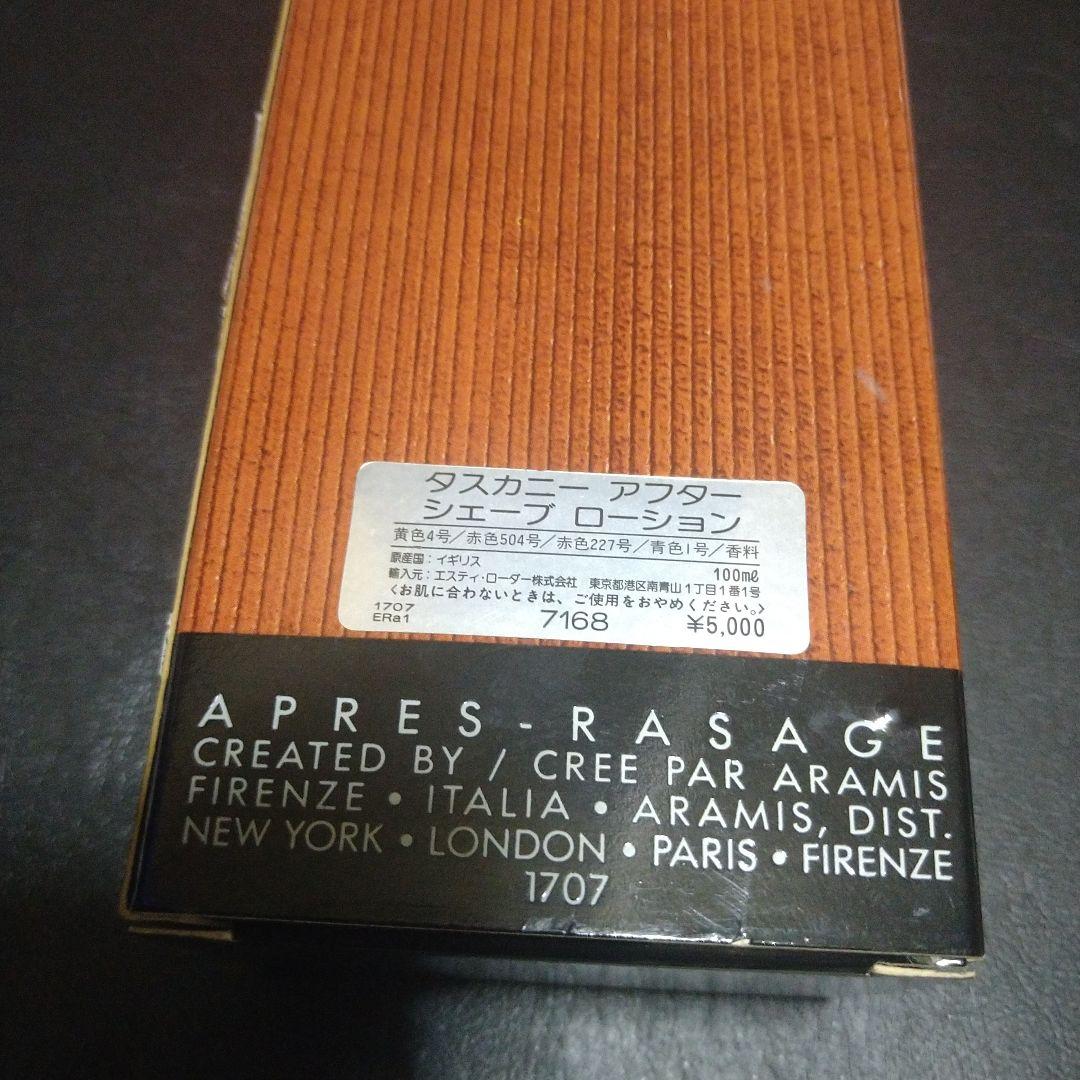 タスカニー アフター
シェーブ ローション
黄色4号/赤色504号/赤色227号/青色1号/香料
原産国：イギリス 100mℓ
輸入元：エスティ・ローダー株式会社 東京都港区南青山1丁目1番1号
<お肌に合わないときは、ご使用をおやめください。>
1707
ERa1 7168 ¥5,000
APRES-RASAGE
CREATED BY / CREE PAR ARAMIS
FIRENZE • ITALIA • ARAMIS, DIST.
NEW YORK • LONDON • PARIS • FIRENZE
1707